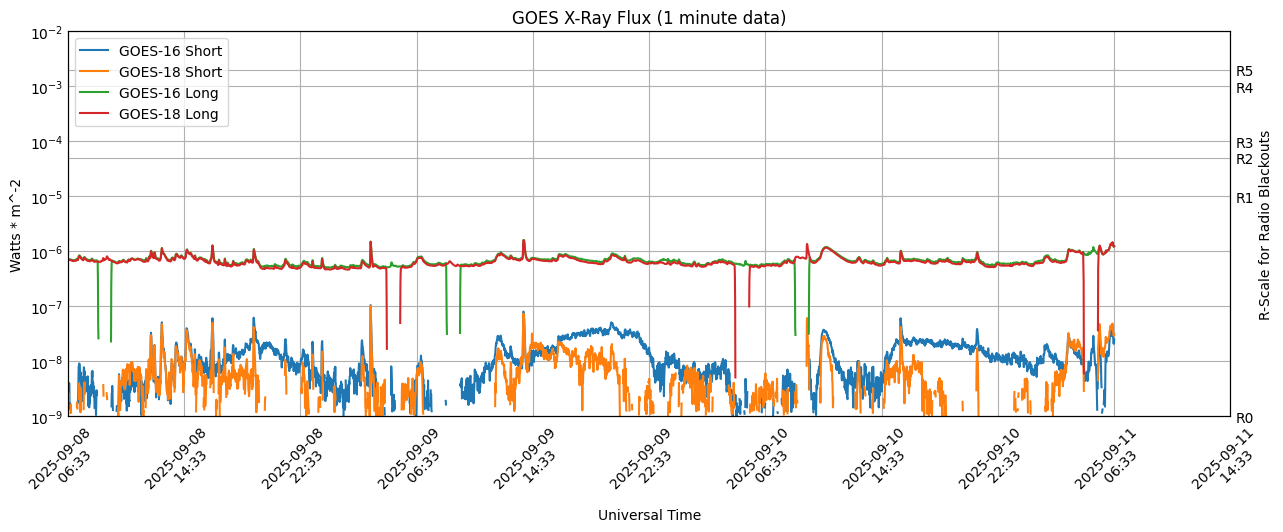 GOES X-Ray Flux (1 minute data)
GOES-16 Short
GOES-18 Short
GOES-16 Long
GOES-18 Long
Watts * m^-2
10^-2
10^-3
10^-4
10^-5
10^-6
10^-7
10^-8
10^-9
R5
R4
R3
R2
R1
R0
R-Scale for Radio Blackouts
2025-09-08
06:33
2025-09-08
14:33
2025-09-08
22:33
2025-09-09
06:33
2025-09-09
14:33
2025-09-09
22:33
2025-09-10
06:33
2025-09-10
14:33
2025-09-10
22:33
2025-09-11
06:33
2025-09-11
14:33
Universal Time